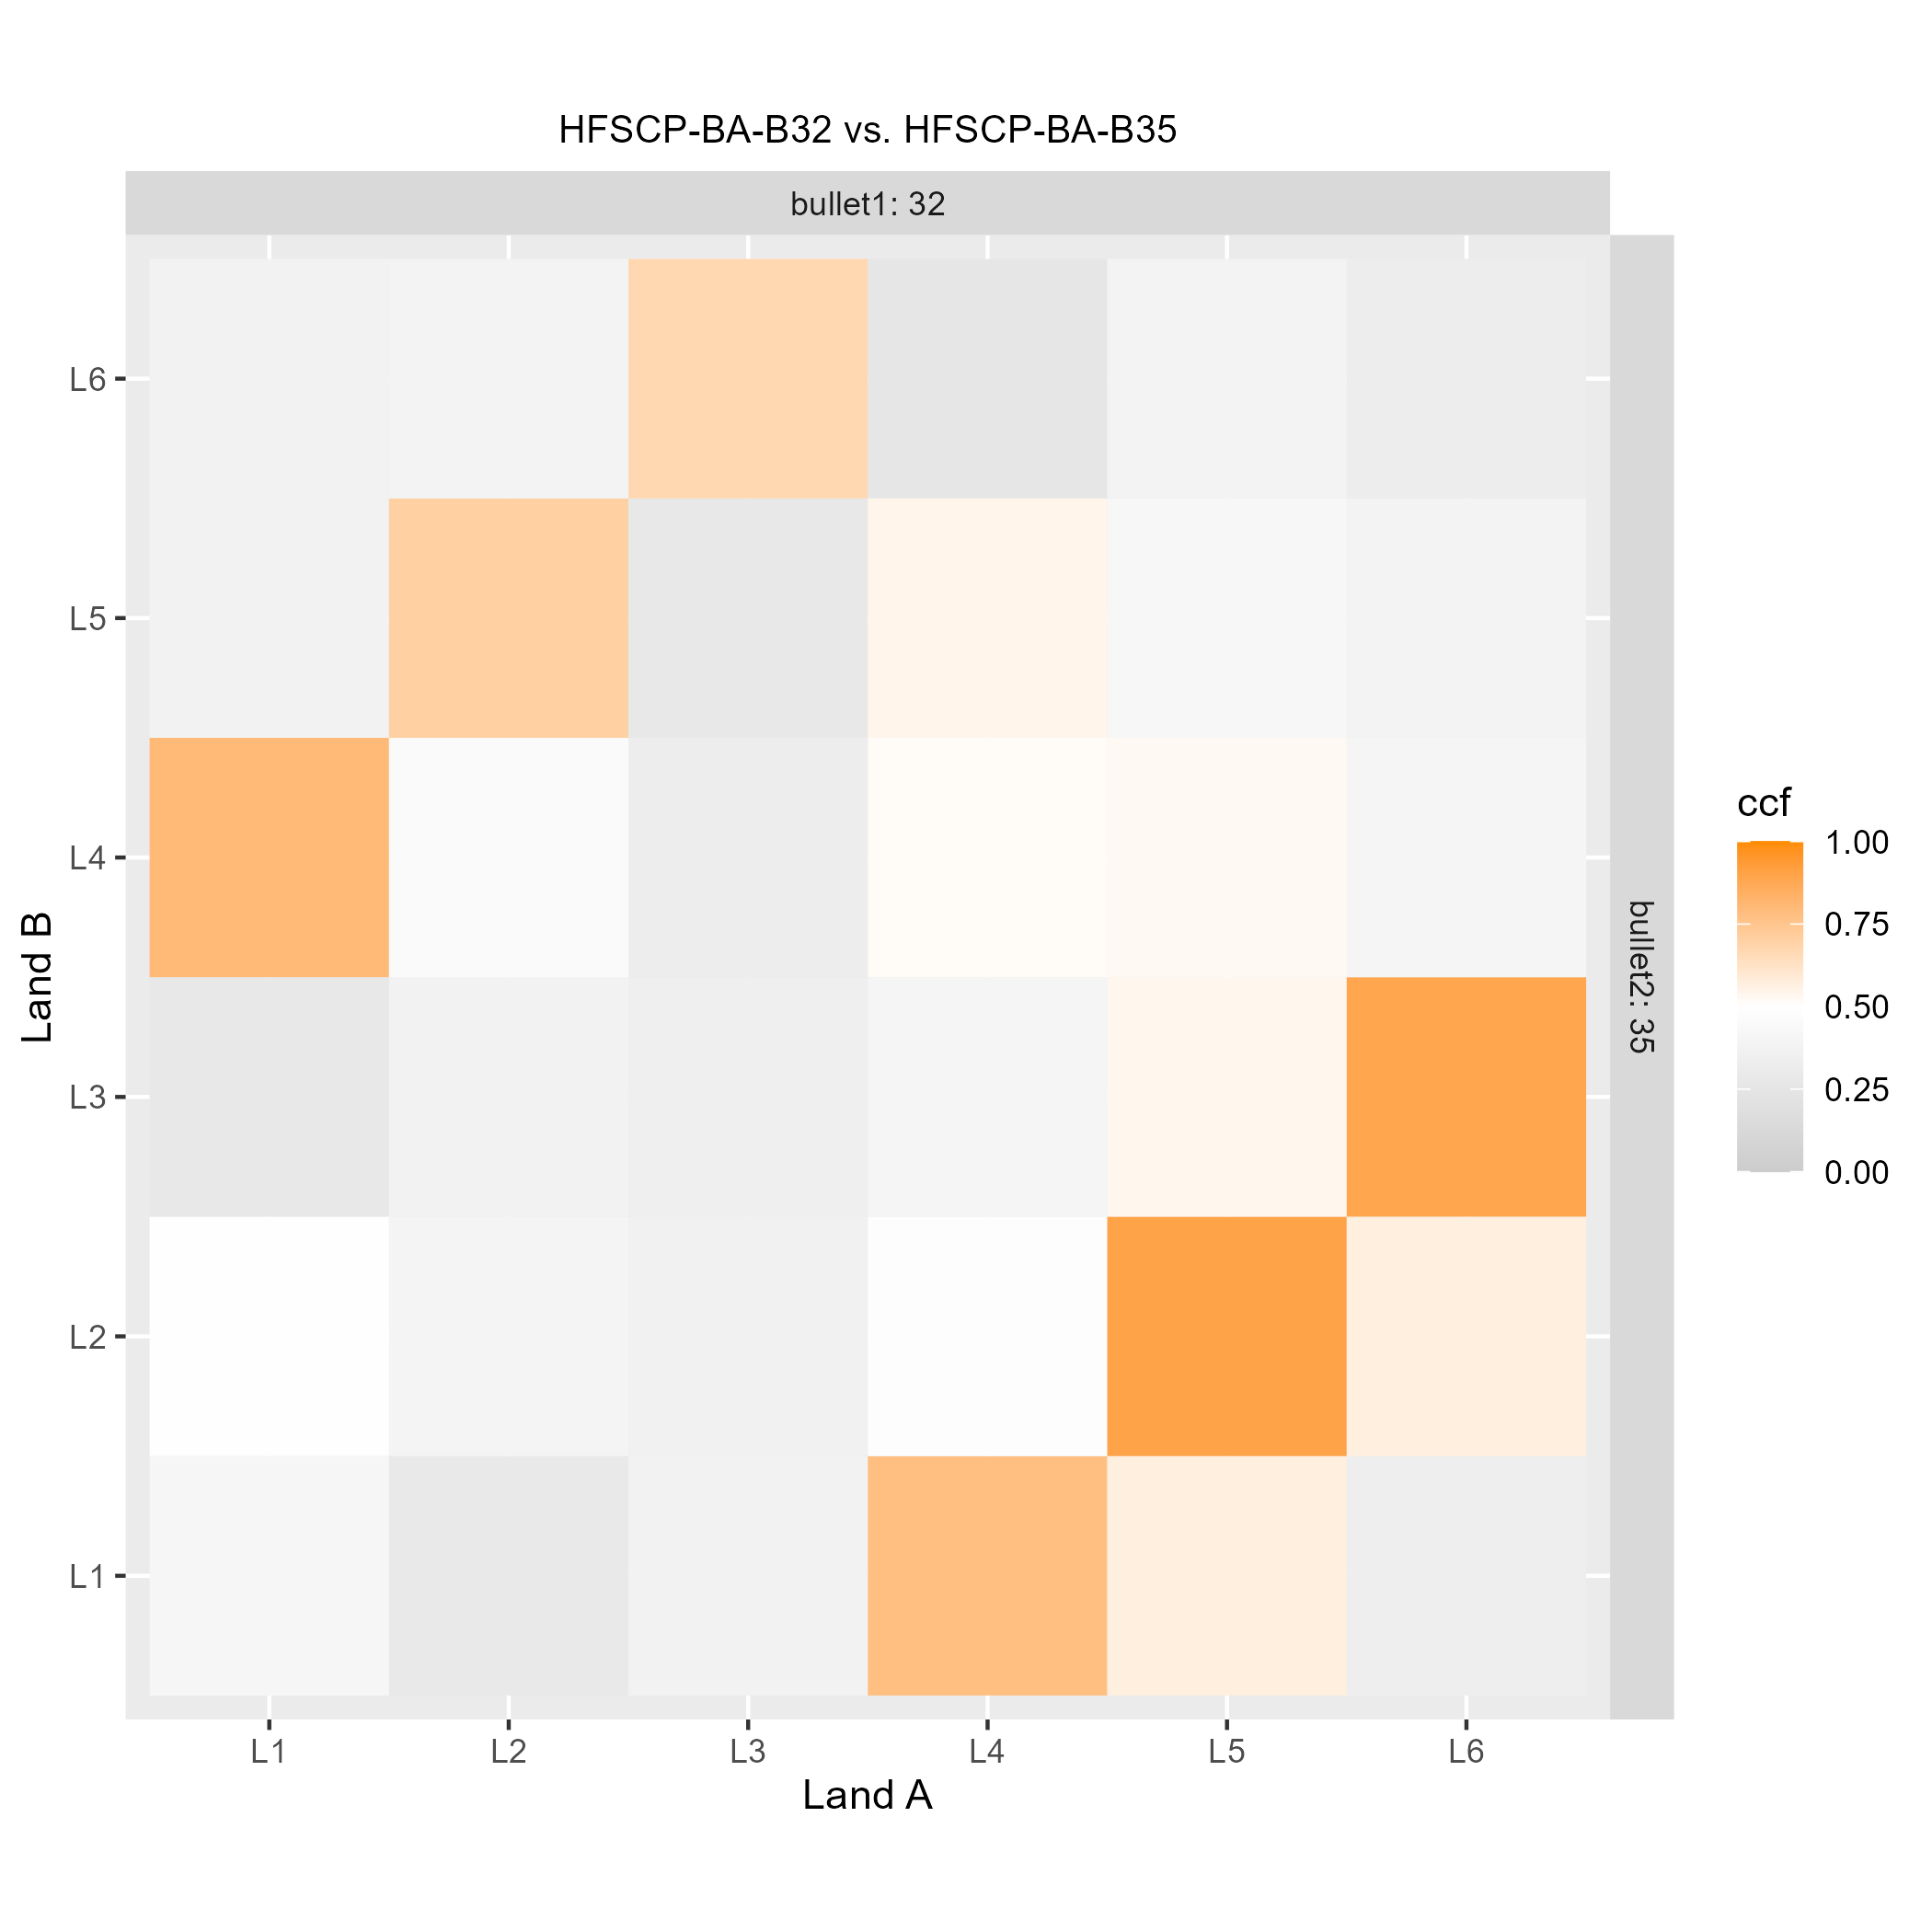 HFSCP-BA-B32 vs. HFSCP-BA-B35
bullet1: 32
L6
L5
L4
L3
L2
L1
Land B
bullet2: 35
L1 L2 L3 L4 L5 L6
Land A
ccf
1.00
0.75
0.50
0.25
0.00